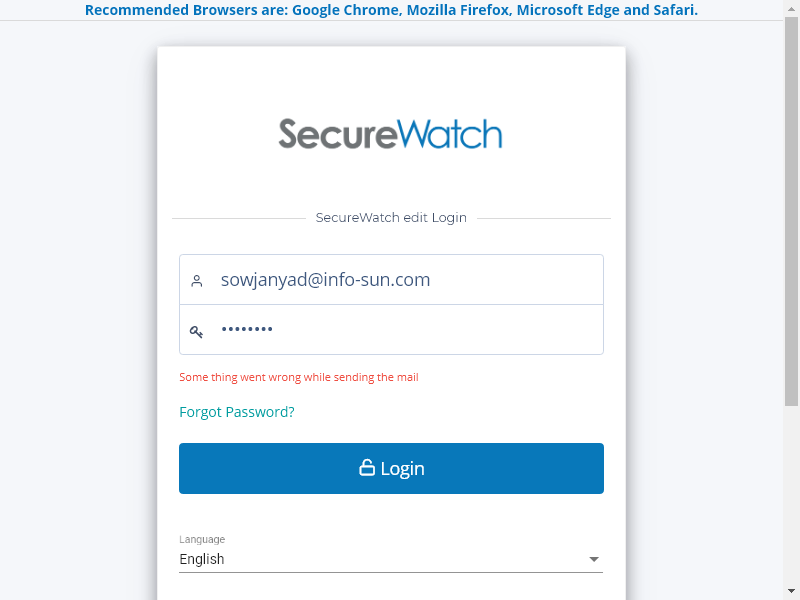 Recommended Browsers are: Google Chrome, Mozilla Firefox, Microsoft Edge and Safari.
SecureWatch
SecureWatch edit Login
sowjanyad@info-sun.com
••••••••
Some thing went wrong while sending the mail
Forgot Password?
Login
Language
English